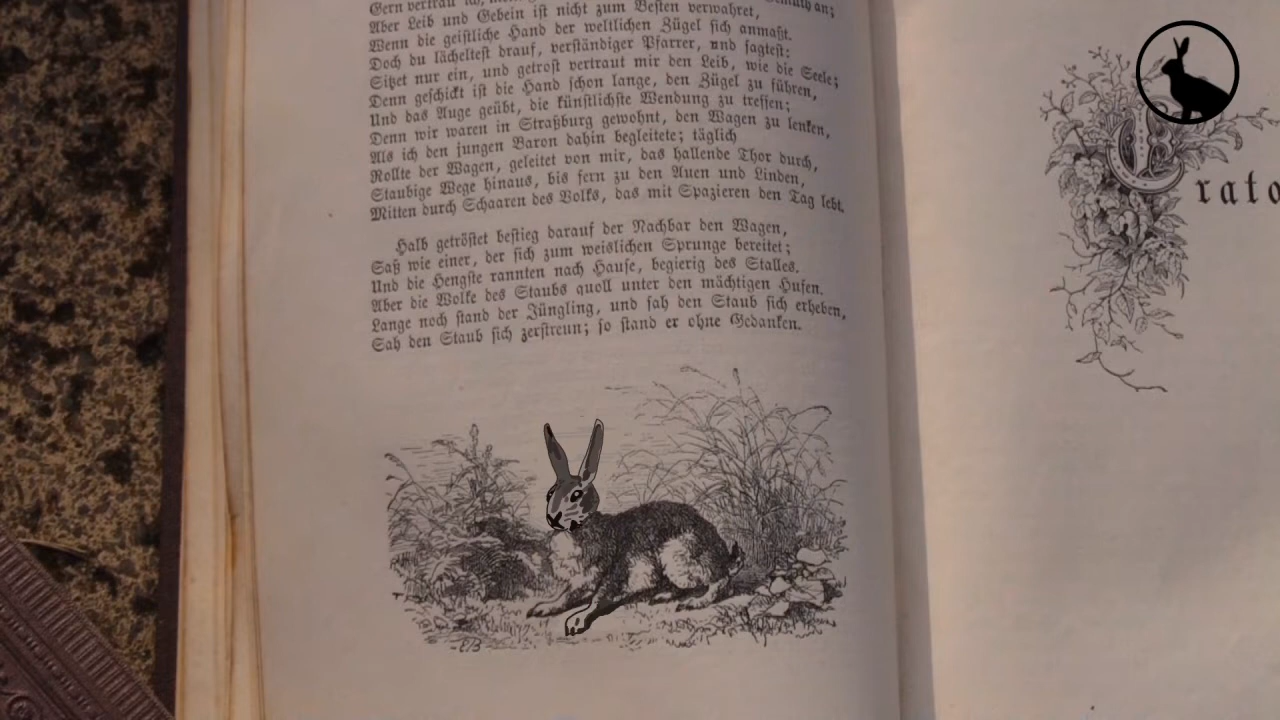 Gern vertrau ich, mein
Aber Leib und Gebein ist nicht zum Besten verwahret,
Wenn die geistliche Hand der weltlichen Zügel sich anmaßt.
Doch du lächeltest drauf, verständiger Pfarrer, und sagtest:
Sitzet nur ein, und getrost vertraut mir den Leib, wie die Seele;
Denn geschickt ist die Hand schon lange, den Zügel zu führen,
Und das Auge geübt, die künstlichste Wendung zu treffen;
Denn wir waren in Straßburg gewohnt, den Wagen zu lenken,
Als ich den jungen Baron dahin begleitete; täglich
Rollte der Wagen, geleitet von mir, das hallende Thor durch,
Staubige Wege hinaus, bis fern zu den Auen und Linden,
Mitten durch Schaaren des Volks, das mit Spazieren den Tag lebt.
Halb getröstet bestieg darauf der Nachbar den Wagen,
Saß wie einer, der sich zum weislichen Sprunge bereitet;
Und die Hengste rannten nach Hause, begierig des Stalles.
Aber die Wolke des Staubs quoll unter den mächtigen Hufen.
Lange noch stand der Jüngling, und sah den Staub sich erheben,
Sah den Staub sich zerstreun; so stand er ohne Gedanken.
rato